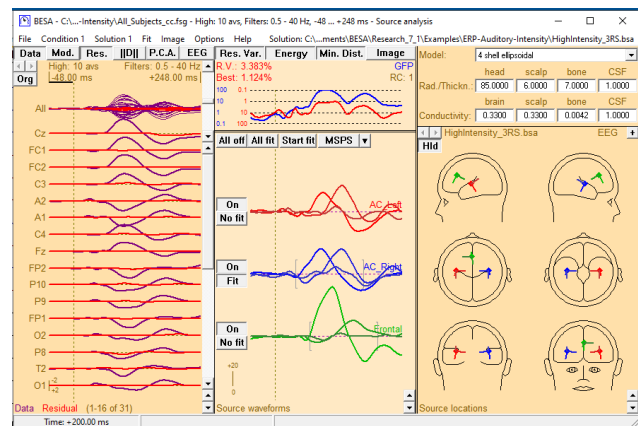 BESA - C:\...-Intensity\All_Subjects_cc.fsg - High: 10 avs, Filters: 0.5 - 40 Hz, -48 ... +248 ms - Source analysis
File Condition 1 Solution 1 Fit Image Options Help Solution: C:\...ments\BESA\Research_7_1\Examples\ERP-Auditory-Intensity\HighIntensity_3RS.bsa
Data Mod. Res. ||D|| P.C.A. EEG
High: 10 avs Filters: 0.5 - 40 Hz
-48.00 ms +248.00 ms
Org
All
Cz
FC1
FC2
C3
A2
A1
C4
Fz
FP2
P10
P9
FP1
O2
P8
T2
O1
-2
+2
Data Residual (1-16 of 31)
Time: +200.00 ms
Res. Var. Energy Min. Dist. Image
R.V.: 3.383% GFP
Best: 1.124% RC: 1
100 0.1
10 1
1 10
0.1 100
All off All fit Start fit MSPS
On
No fit
AC_Left
On
Fit
AC_Right
On
No fit
Frontal
+20
0
Source waveforms
Model: 4 shell ellipsoidal
head scalp bone CSF
Rad./Thickn.: 85.0000 6.0000 7.0000 1.0000
brain scalp bone CSF
Conductivity: 0.3300 0.3300 0.0042 1.0000
HighIntensity_3RS.bsa EEG +
Hld
Source locations